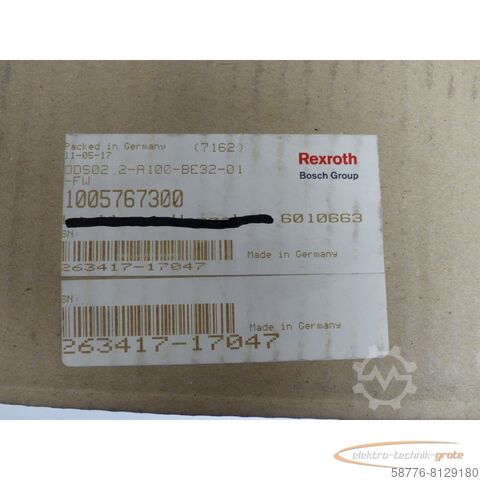 Packed in Germany (7162)
11-05-17
DDS02 2-A100-BE32-01
-FW
Rexroth
Bosch Group
1005767300
6010663
SN:
Made in Germany
263417-17047
SN:
Made in Germany
263417-17047
elektro-technik-grote
58776-8129180